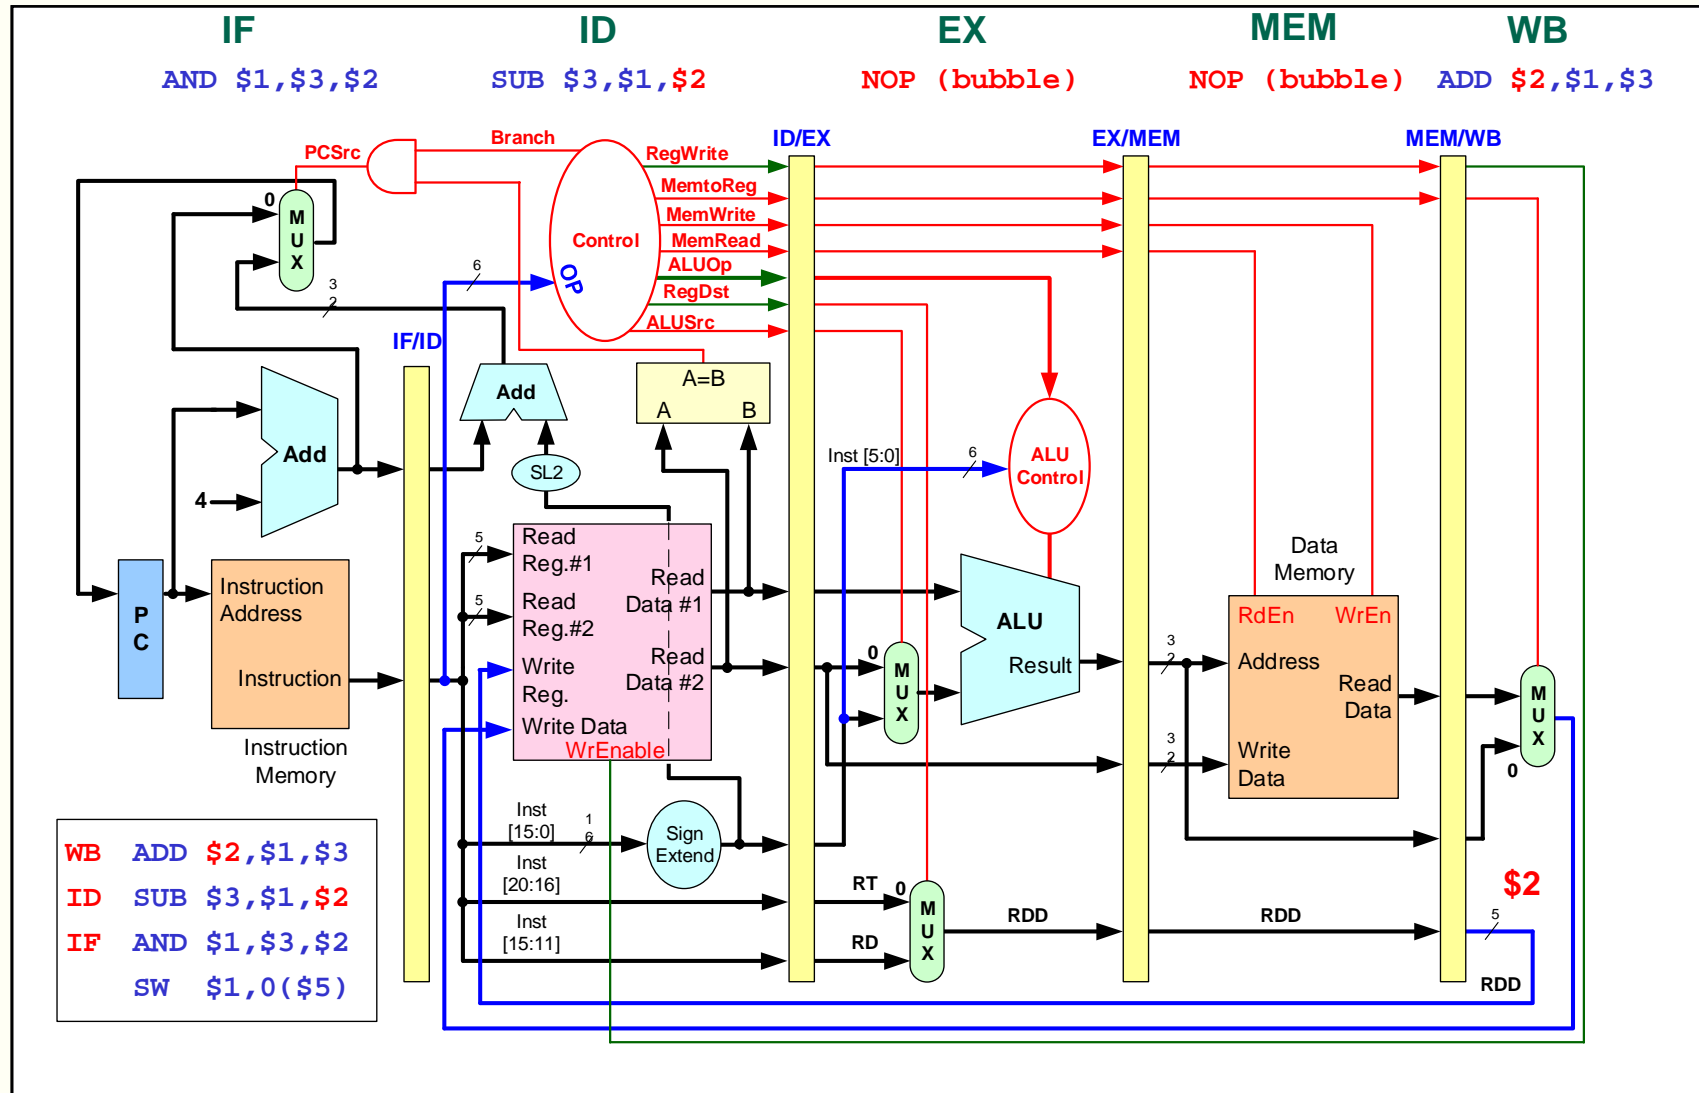 IF ID EX MEM WB
AND $1,$3,$2 SUB $3,$1,$2 NOP (bubble) NOP (bubble) ADD $2,$1,$3
ID/EX EX/MEM MEM/WB
Branch
PCSrc
RegWrite
MemtoReg
MemWrite
MemRead
ALUOp
RegDst
ALUSrc
Control
OP
6
0
M
U
X
3
2
IF/ID
Add
4
Add
SL2
A=B
A B
Inst [5:0]
6
ALU
Control
P
C
Instruction
Address
Instruction
Instruction
Memory
5
Read
Reg.#1
5
Read
Reg.#2
Write
Reg.
Write Data
WrEnable
Read
Data #1
Read
Data #2
0
M
U
X
ALU
Result
3
2
3
2
Data
Memory
RdEn WrEn
Address
Read
Data
Write
Data
M
U
X
0
Inst
[15:0]
1
6
Sign
Extend
Inst
[20:16]
Inst
[15:11]
RT
0
RD
M
U
X
RDD
RDD
$2
5
RDD
WB ADD $2,$1,$3
ID SUB $3,$1,$2
IF AND $1,$3,$2
SW $1,0($5)